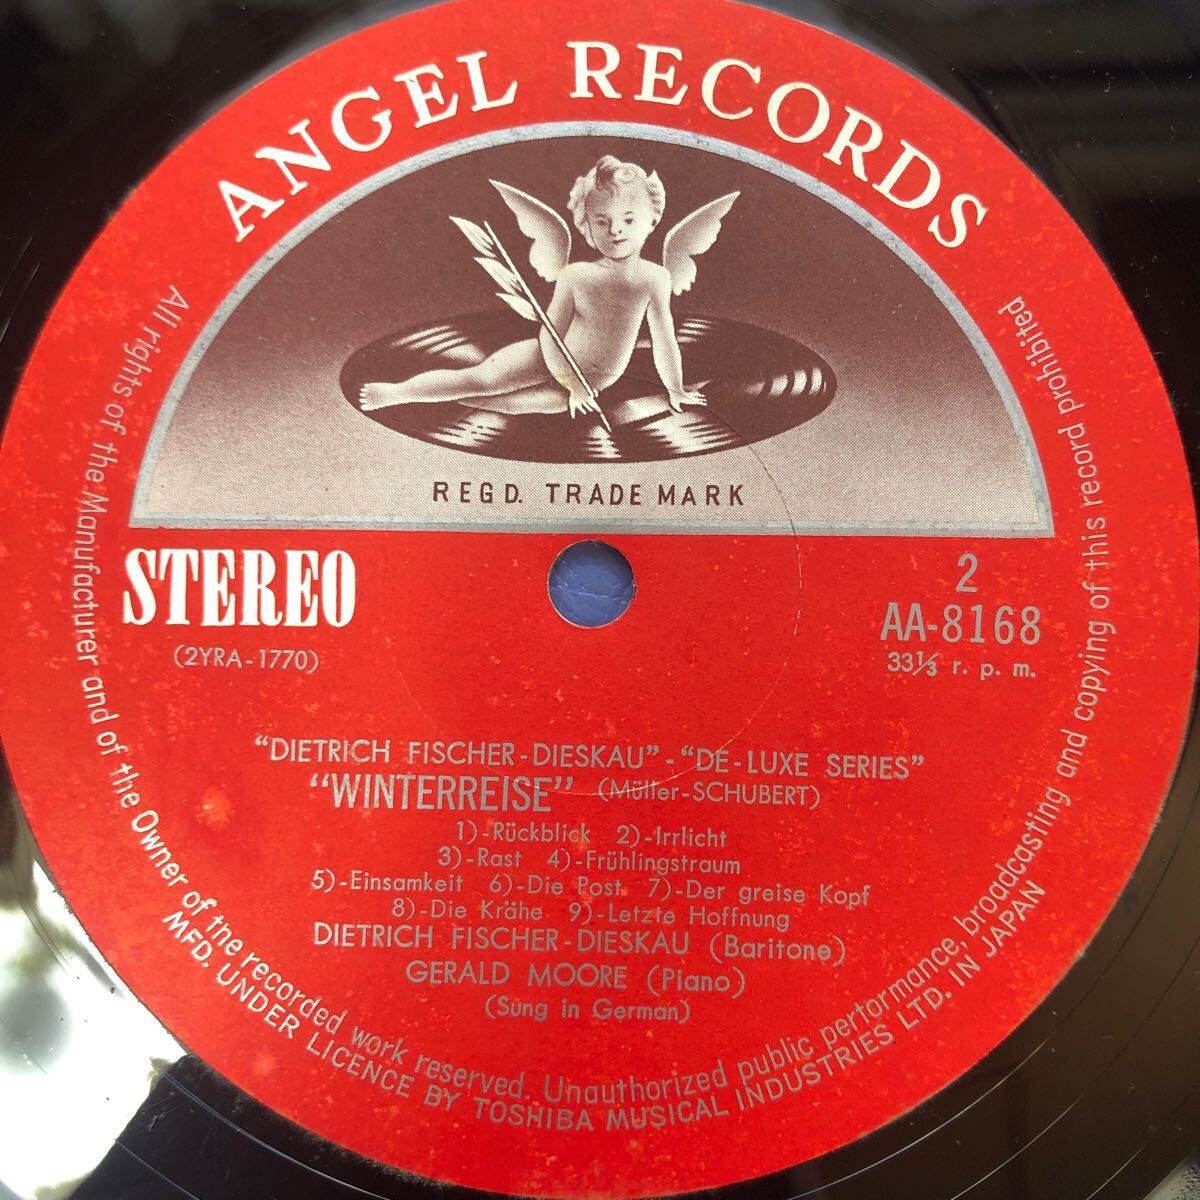 ANGEL RECORDS
REGD. TRADE MARK
STEREO
(2YRA-1770)
2
AA-8168
33⅓ r. p. m.
"DIETRICH FISCHER-DIESKAU"-"DE-LUXE SERIES"
"WINTERREISE" (Müller-SCHUBERT)
1)-Rückblick 2)-Irrlicht
3)-Rast 4)-Frühlingstraum
5)-Einsamkeit 6)-Die Post 7)-Der greise Kopf
8)-Die Krähe 9)-Letzte Hoffnung
DIETRICH FISCHER-DIESKAU (Baritone)
GERALD MOORE (Piano)
(Sung in German)
All rights of the Manufacturer and of the Owner of the recorded work reserved. Unauthorized public performance, broadcasting and copying of this record prohibited
MFD. UNDER LICENCE BY TOSHIBA MUSICAL INDUSTRIES LTD. IN JAPAN